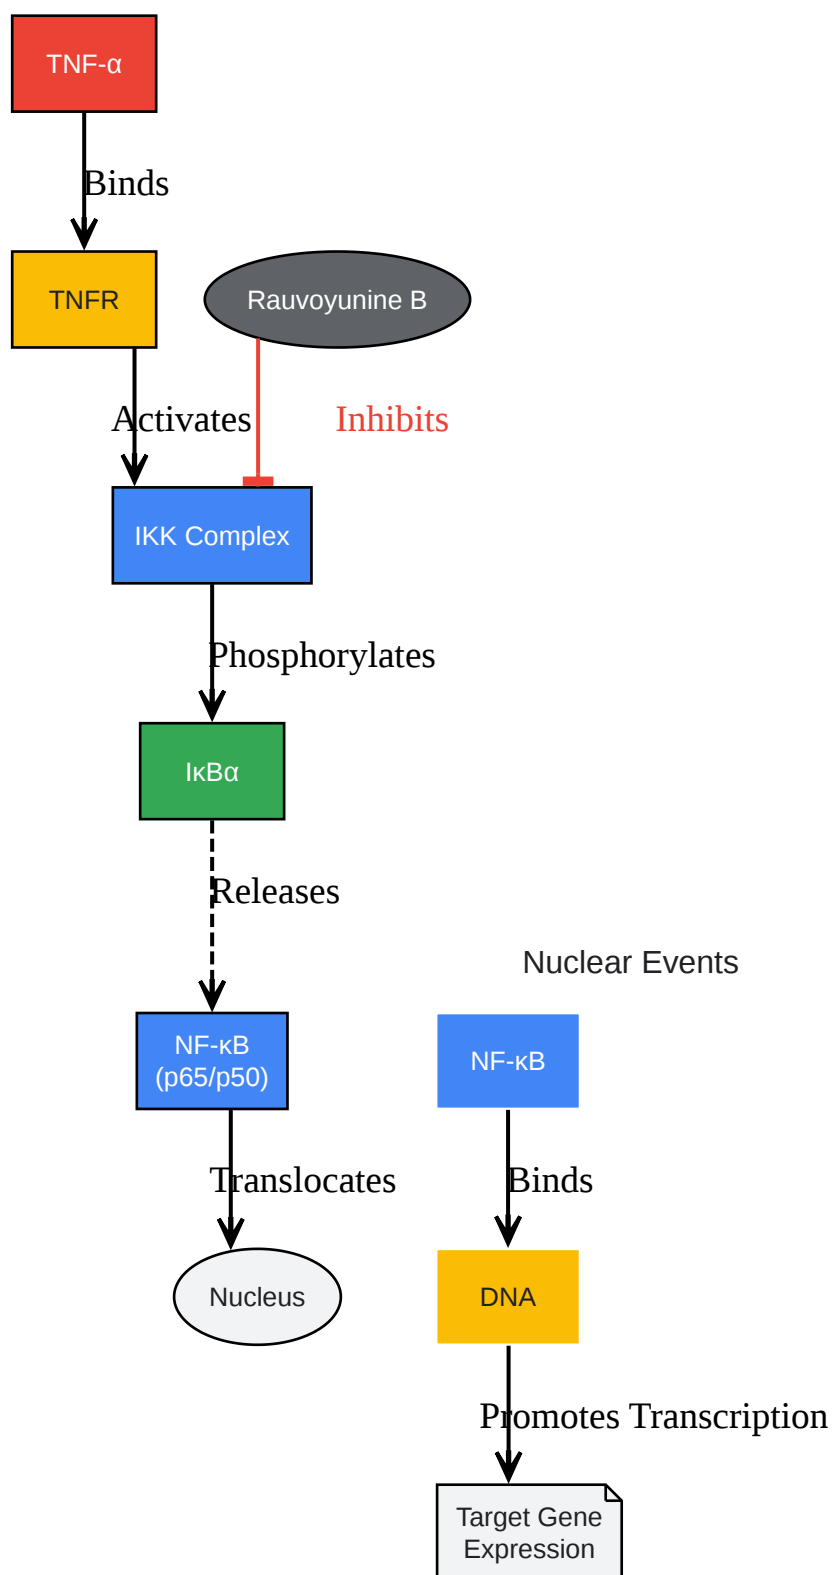 TNF-α
Binds
TNFR
Rauvoyunine B
Activates
Inhibits
IKK Complex
Phosphorylates
IκBα
Releases
Nuclear Events
NF-κB
(p65/p50)
NF-κB
Translocates
Binds
Nucleus
DNA
Promotes Transcription
Target Gene
Expression